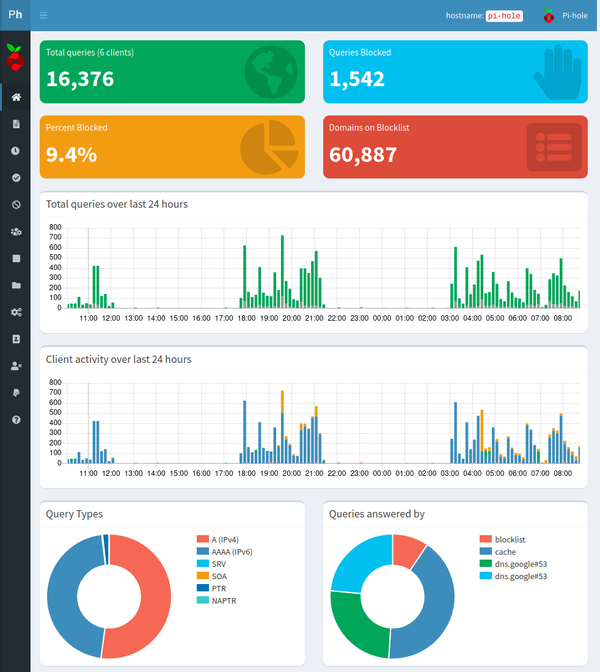 Ph
hostname: pi-hole
Pi-hole
Total queries (6 clients)
16,376
Queries Blocked
1,542
Percent Blocked
9.4%
Domains on Blocklist
60,887
Total queries over last 24 hours
800
700
600
500
400
300
200
100
0
11:00 12:00 13:00 14:00 15:00 16:00 17:00 18:00 19:00 20:00 21:00 22:00 23:00 00:00 01:00 02:00 03:00 04:00 05:00 06:00 07:00 08:00
Client activity over last 24 hours
800
700
600
500
400
300
200
100
0
11:00 12:00 13:00 14:00 15:00 16:00 17:00 18:00 19:00 20:00 21:00 22:00 23:00 00:00 01:00 02:00 03:00 04:00 05:00 06:00 07:00 08:00
Query Types
A (IPv4)
AAAA (IPv6)
SRV
SOA
PTR
NAPTR
Queries answered by
blocklist
cache
dns.google#53
dns.google#53